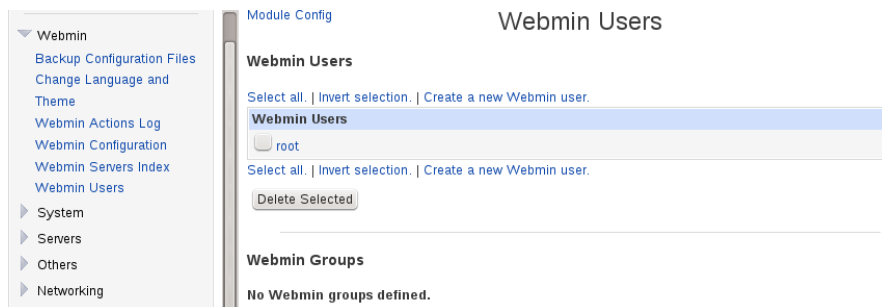 Webmin
Backup Configuration Files
Change Language and
Theme
Webmin Actions Log
Webmin Configuration
Webmin Servers Index
Webmin Users
System
Servers
Others
Networking
Module Config
Webmin Users
Webmin Users
Select all. | Invert selection. | Create a new Webmin user.
Webmin Users
root
Select all. | Invert selection. | Create a new Webmin user.
Delete Selected
Webmin Groups
No Webmin groups defined.